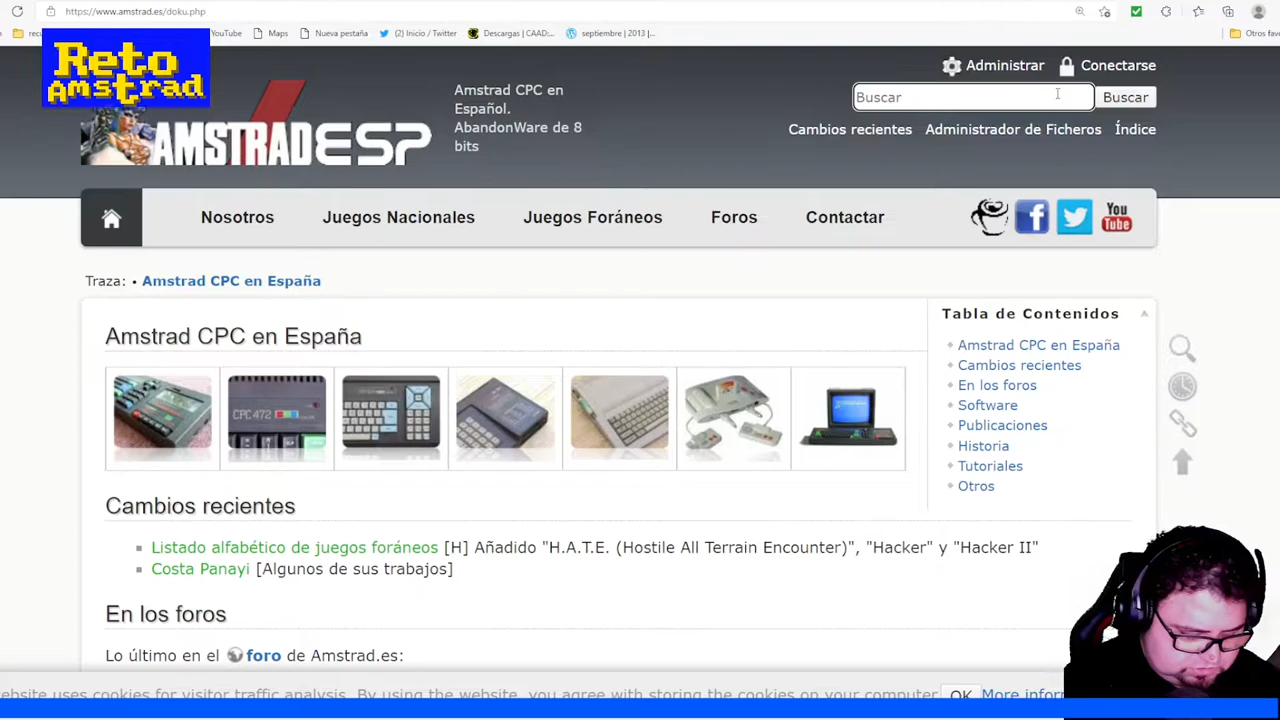 https://www.amstrad.es/doku.php
YouTube
Maps
Nueva pestaña
(2) Inicio / Twitter
Descargas | CAAD:...
septiembre | 2013 |...
Otros fav
Reto
Amstrad
Administrar
Conectarse
Amstrad CPC en
Español.
AbandonWare de 8
bits
Buscar
Buscar
AMSTRADESP
Cambios recientes
Administrador de Ficheros
Índice
Nosotros
Juegos Nacionales
Juegos Foráneos
Foros
Contactar
You
Tube
Traza: • Amstrad CPC en España
Amstrad CPC en España
CPC472
Tabla de Contenidos
Amstrad CPC en España
Cambios recientes
En los foros
Software
Publicaciones
Historia
Tutoriales
Otros
Cambios recientes
Listado alfabético de juegos foráneos [H] Añadido "H.A.T.E. (Hostile All Terrain Encounter)", "Hacker" y "Hacker II"
Costa Panayi [Algunos de sus trabajos]
En los foros
Lo último en el foro de Amstrad.es:
ebsite uses cookies for visitor traffic analysis. By using the website, you agree with storing the cookies on your computer.
OK
More inform